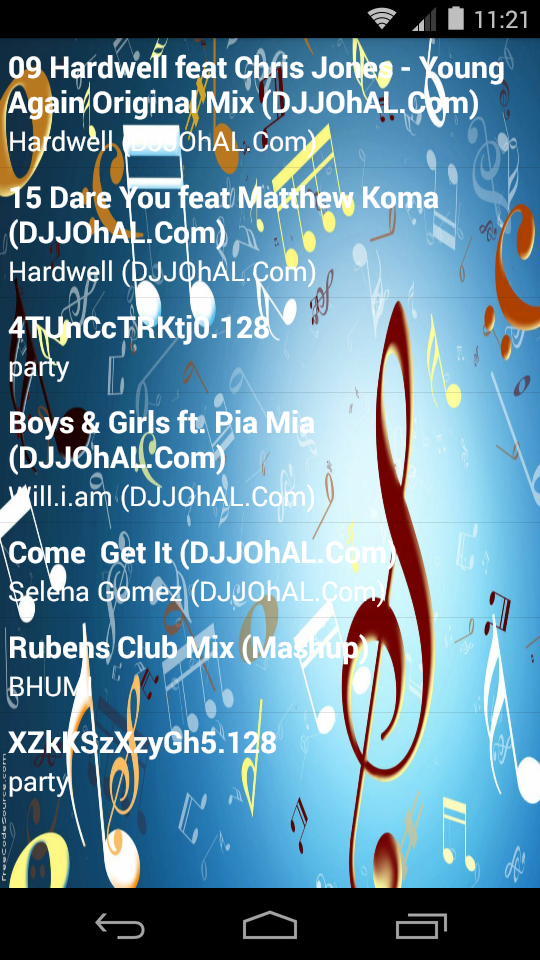 11:21
09 Hardwell feat Chris Jones - Young
Again Original Mix (DJJOhAL.Com)
Hardwell (DJJOhAL.Com)
15 Dare You feat Matthew Koma
(DJJOhAL.Com)
Hardwell (DJJOhAL.Com)
4TUnCcTRKtj0.128
party
Boys & Girls ft. Pia Mia
(DJJOhAL.Com)
Will.i.am (DJJOhAL.Com)
Come  Get It (DJJOhAL.Com)
Selena Gomez (DJJOhAL.Com)
Rubens Club Mix (Mashup)
BHUMI
XZkKSzXzyGh5.128
party
FreeCodeSource.com